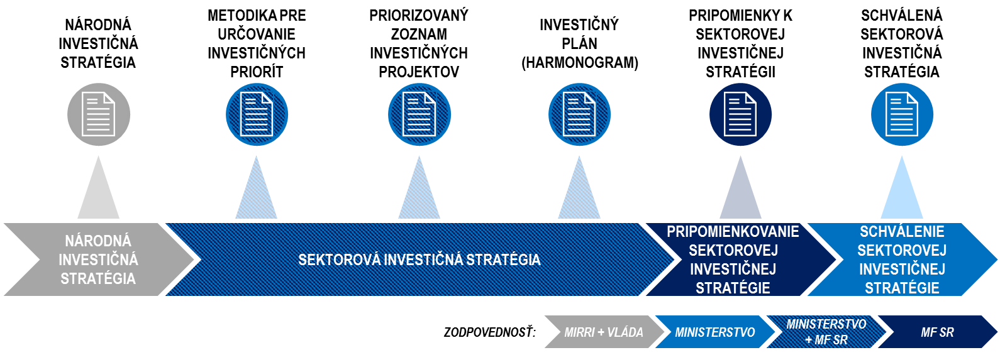 NÁRODNÁ
INVESTIČNÁ
STRATÉGIA
METODIKA PRE
URČOVANIE
INVESTIČNÝCH
PRIORÍT
PRIORIZOVANÝ
ZOZNAM
INVESTIČNÝCH
PROJEKTOV
INVESTIČNÝ
PLÁN
(HARMONOGRAM)
PRIPOMIENKY K
SEKTOROVEJ
INVESTIČNEJ
STRATÉGII
SCHVÁLENÁ
SEKTOROVÁ
INVESTIČNÁ
STRATÉGIA
NÁRODNÁ
INVESTIČNÁ
STRATÉGIA
SEKTOROVÁ INVESTIČNÁ STRATÉGIA
PRIPOMIENKOVANIE
SEKTOROVEJ
INVESTIČNEJ
STRATÉGIE
SCHVÁLENIE
SEKTOROVEJ
INVESTIČNEJ
STRATÉGIE
ZODPOVEDNOSŤ:
MIRRI + VLÁDA
MINISTERSTVO
MINISTERSTVO
+ MF SR
MF SR